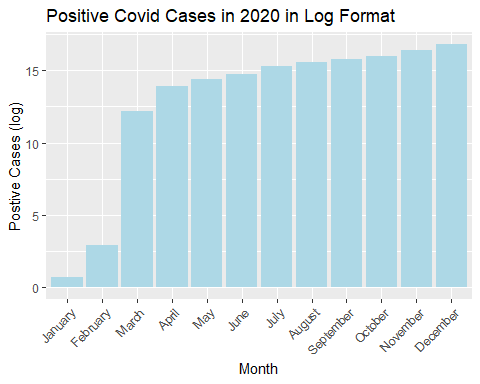 Positive Covid Cases in 2020 in Log Format
Postive Cases (log)
15
10
5
0
January
February
March
April
May
June
July
August
September
October
November
December
Month